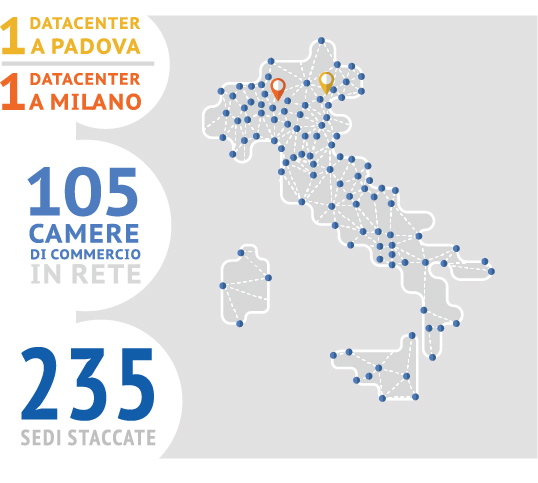 1 DATACENTER
A PADOVA
1 DATACENTER
A MILANO
105
CAMERE
DI COMMERCIO
IN RETE
235
SEDI STACCATE